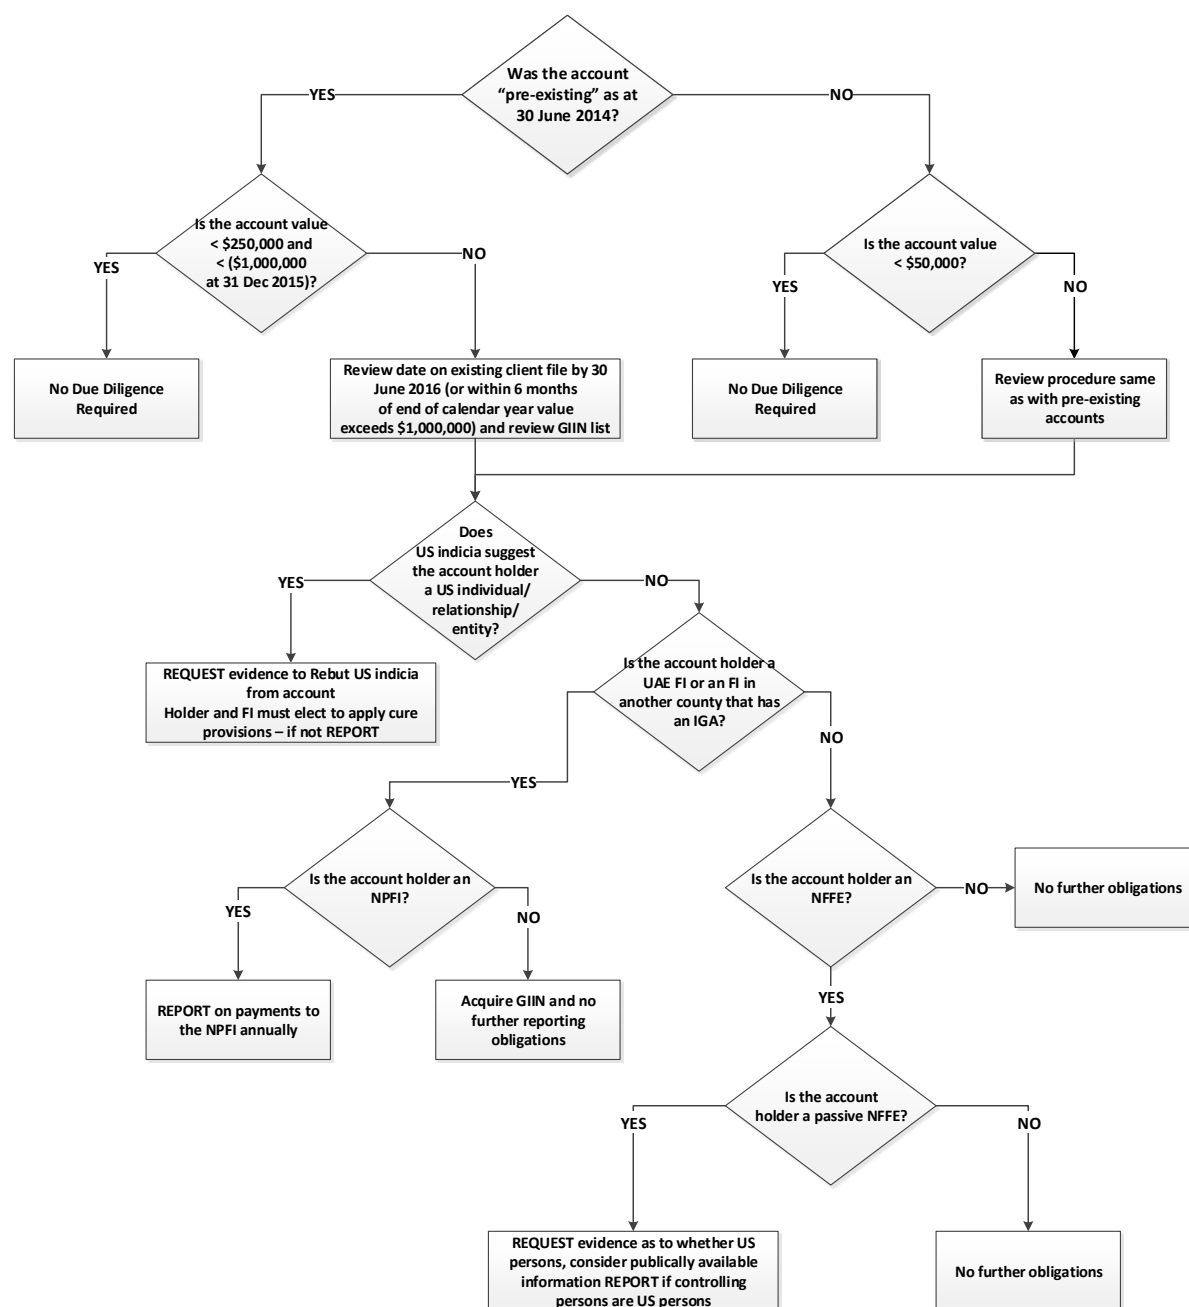 Was the account
“pre-existing” as at
30 June 2014?
YES
NO
Is the account value
< $250,000 and
< ($1,000,000
at 31 Dec 2015)?
YES
NO
Is the account value
< $50,000?
YES
NO
No Due Diligence
Required
Review date on existing client file by 30
June 2016 (or within 6 months
of end of calendar year value
exceeds $1,000,000) and review GIIN list
No Due Diligence
Required
Review procedure same
as with pre-existing
accounts
Does
US indicia suggest
the account holder
a US individual/
relationship/
entity?
YES
NO
REQUEST evidence to Rebut US indicia
from account
Holder and FI must elect to apply cure
provisions – if not REPORT
Is the account holder a
UAE FI or an FI in
another county that has
an IGA?
YES
NO
Is the account holder an
NPFI?
YES
NO
Is the account holder an
NFFE?
NO
No further obligations
YES
REPORT on payments to
the NPFI annually
Acquire GIIN and no
further reporting
obligations
Is the account
holder a passive NFFE?
YES
NO
REQUEST evidence as to whether US
persons, consider publically available
information REPORT if controlling
persons are US persons
No further obligations